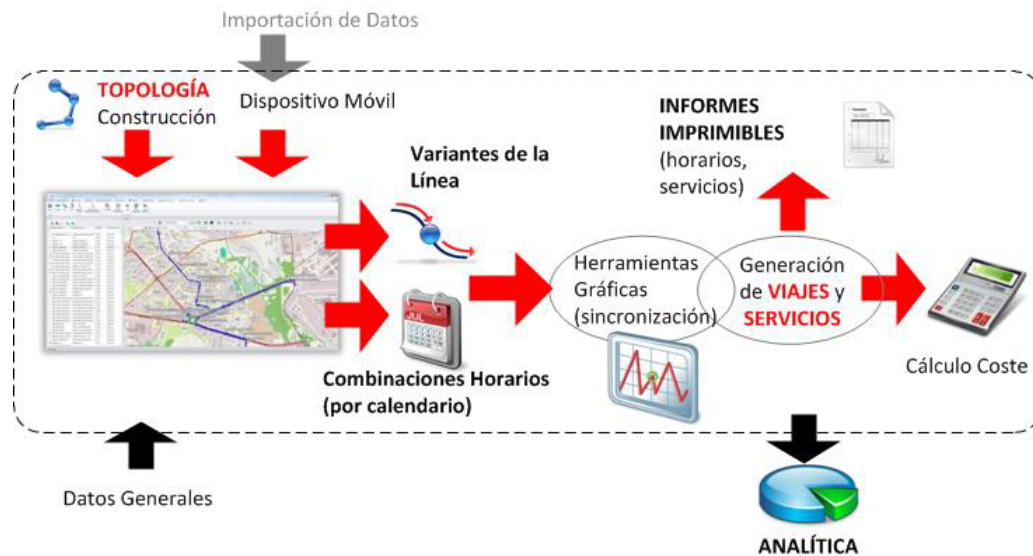 Importación de Datos
TOPOLOGÍA
Construcción
Dispositivo Móvil
Variantes de la
Línea
JUL
Combinaciones Horarios
(por calendario)
INFORMES
IMPRIMIBLES
(horarios,
servicios)
Herramientas
Gráficas
(sincronización)
Generación
de VIAJES y
SERVICIOS
Cálculo Coste
Datos Generales
ANALÍTICA